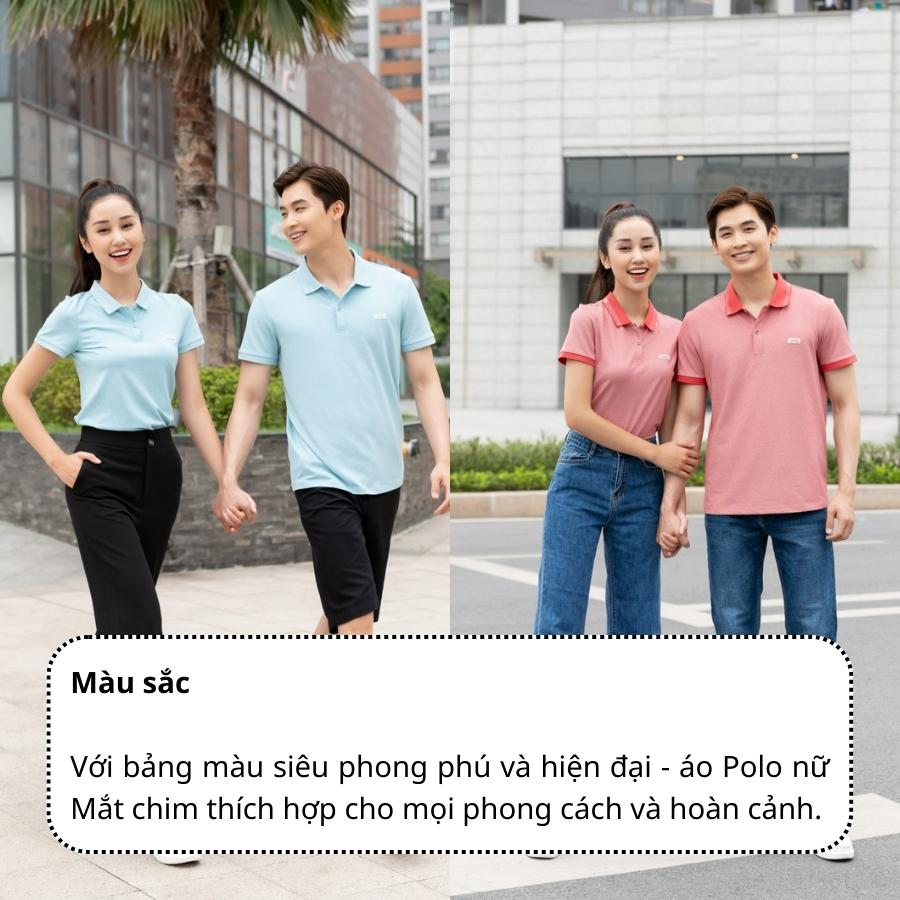 Màu sắc
Với bảng màu siêu phong phú và hiện đại - áo Polo nữ
Mắt chim thích hợp cho mọi phong cách và hoàn cảnh.